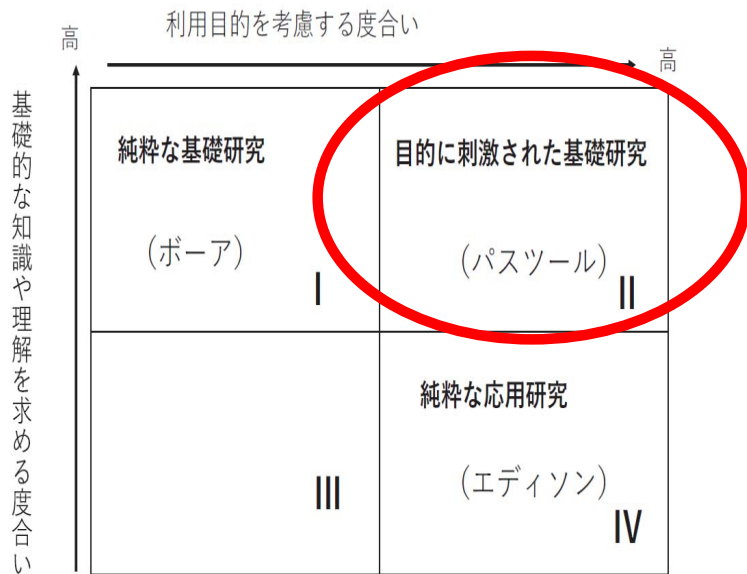 利用目的を考慮する度合い
高
高
基礎的な知識や理解を求める度合い
純粋な基礎研究
(ボーア)
I
目的に刺激された基礎研究
(パスツール)
II
III
純粋な応用研究
(エディソン)
IV